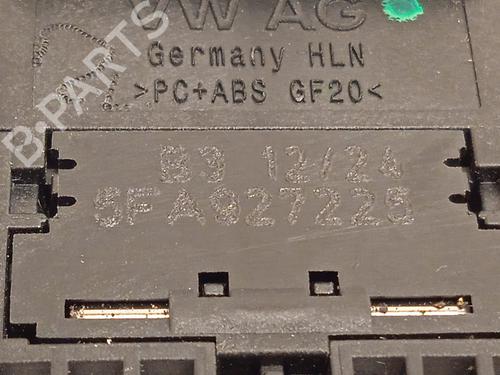 VW AG
Germany HLN
>PC+ABS GF20<
B3 12/24
5FA927225
B-PARTS